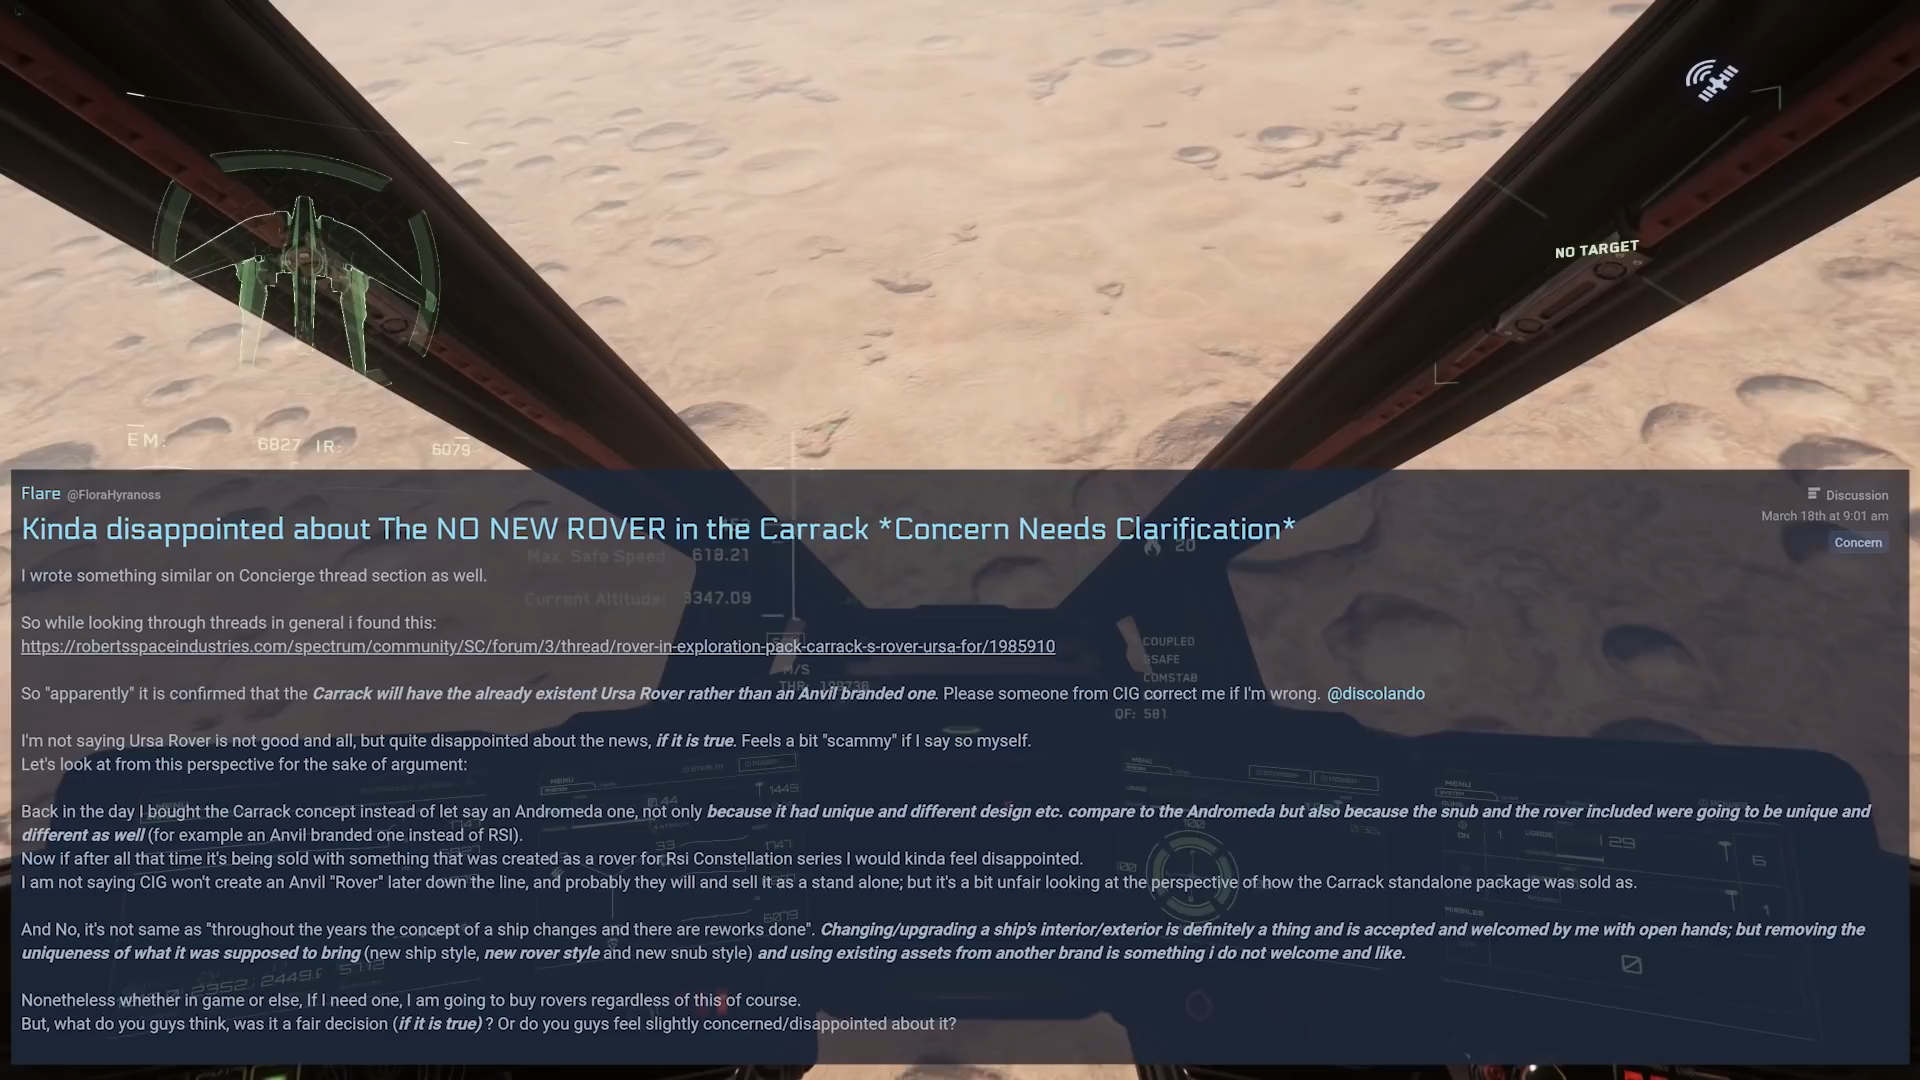 NO TARGET
EM: 6827 IR: 6079
Flare @FloraHyranoss
Discussion
March 18th at 9:01 am
Concern
Kinda disappointed about The NO NEW ROVER in the Carrack *Concern Needs Clarification*
Max. Safe Speed 618.21
20
I wrote something similar on Concierge thread section as well.
Current Altitude: 3347.09
So while looking through threads in general i found this:
https://robertsspaceindustries.com/spectrum/community/SC/forum/3/thread/rover-in-exploration-pack-carrack-s-rover-ursa-for/1985910
COUPLED
GSAFE
COMSTAB
M/S
So "apparently" it is confirmed that the Carrack will have the already existent Ursa Rover rather than an Anvil branded one. Please someone from CIG correct me if I'm wrong. @discolando
QF: 581
I'm not saying Ursa Rover is not good and all, but quite disappointed about the news, if it is true. Feels a bit "scammy" if I say so myself.
Let's look at from this perspective for the sake of argument:
MENU
MENU
MENU
Back in the day I bought the Carrack concept instead of let say an Andromeda one, not only because it had unique and different design etc. compare to the Andromeda but also because the snub and the rover included were going to be unique and
different as well (for example an Anvil branded one instead of RSI).
Now if after all that time it's being sold with something that was created as a rover for Rsi Constellation series I would kinda feel disappointed.
I am not saying CIG won't create an Anvil "Rover" later down the line, and probably they will and sell it as a stand alone; but it's a bit unfair looking at the perspective of how the Carrack standalone package was sold as.
MISSILES
And No, it's not same as "throughout the years the concept of a ship changes and there are reworks done". Changing/upgrading a ship's interior/exterior is definitely a thing and is accepted and welcomed by me with open hands; but removing the
uniqueness of what it was supposed to bring (new ship style, new rover style and new snub style) and using existing assets from another brand is something i do not welcome and like.
Nonetheless whether in game or else, If I need one, I am going to buy rovers regardless of this of course.
But, what do you guys think, was it a fair decision (if it is true) ? Or do you guys feel slightly concerned/disappointed about it?